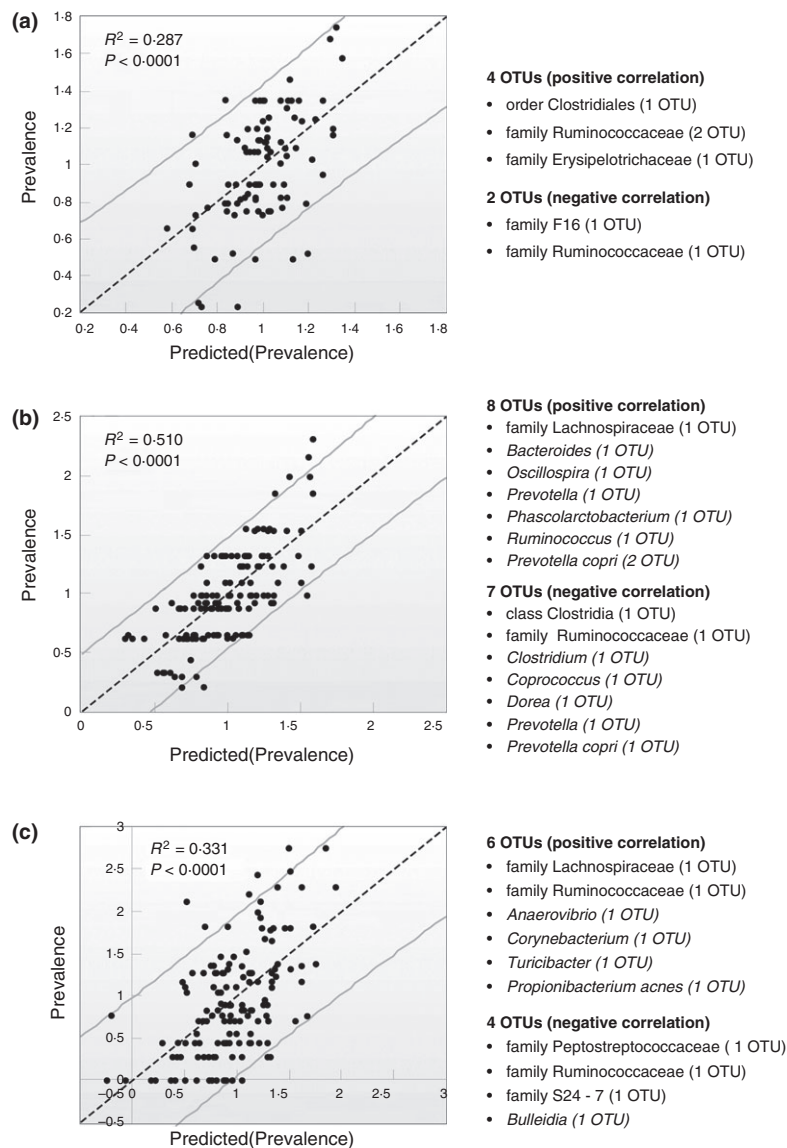 (a)
1·8
1·6
1·4
1·2
1
0·8
0·6
0·4
0·2
R² = 0·287
P < 0·0001
Prevalence
0·2 0·4 0·6 0·8 1 1·2 1·4 1·6 1·8
Predicted(Prevalence)
4 OTUs (positive correlation)
• order Clostridiales (1 OTU)
• family Ruminococcaceae (2 OTU)
• family Erysipelotrichaceae (1 OTU)
2 OTUs (negative correlation)
• family F16 (1 OTU)
• family Ruminococcaceae (1 OTU)
(b)
2·5
2
1·5
1
0·5
0
R² = 0·510
P < 0·0001
Prevalence
0 0·5 1 1·5 2 2·5
Predicted(Prevalence)
8 OTUs (positive correlation)
• family Lachnospiraceae (1 OTU)
• Bacteroides (1 OTU)
• Oscillospira (1 OTU)
• Prevotella (1 OTU)
• Phascolarctobacterium (1 OTU)
• Ruminococcus (1 OTU)
• Prevotella copri (2 OTU)
7 OTUs (negative correlation)
• class Clostridia (1 OTU)
• family Ruminococcaceae (1 OTU)
• Clostridium (1 OTU)
• Coprococcus (1 OTU)
• Dorea (1 OTU)
• Prevotella (1 OTU)
• Prevotella copri (1 OTU)
(c)
3
2·5
2
1·5
1
0·5
0
−0·5
R² = 0·331
P < 0·0001
Prevalence
−0·5 0 0·5 1 1·5 2 2·5 3
Predicted(Prevalence)
6 OTUs (positive correlation)
• family Lachnospiraceae (1 OTU)
• family Ruminococcaceae (1 OTU)
• Anaerovibrio (1 OTU)
• Corynebacterium (1 OTU)
• Turicibacter (1 OTU)
• Propionibacterium acnes (1 OTU)
4 OTUs (negative correlation)
• family Peptostreptococcaceae ( 1 OTU)
• family Ruminococcaceae (1 OTU)
• family S24 - 7 (1 OTU)
• Bulleidia (1 OTU)